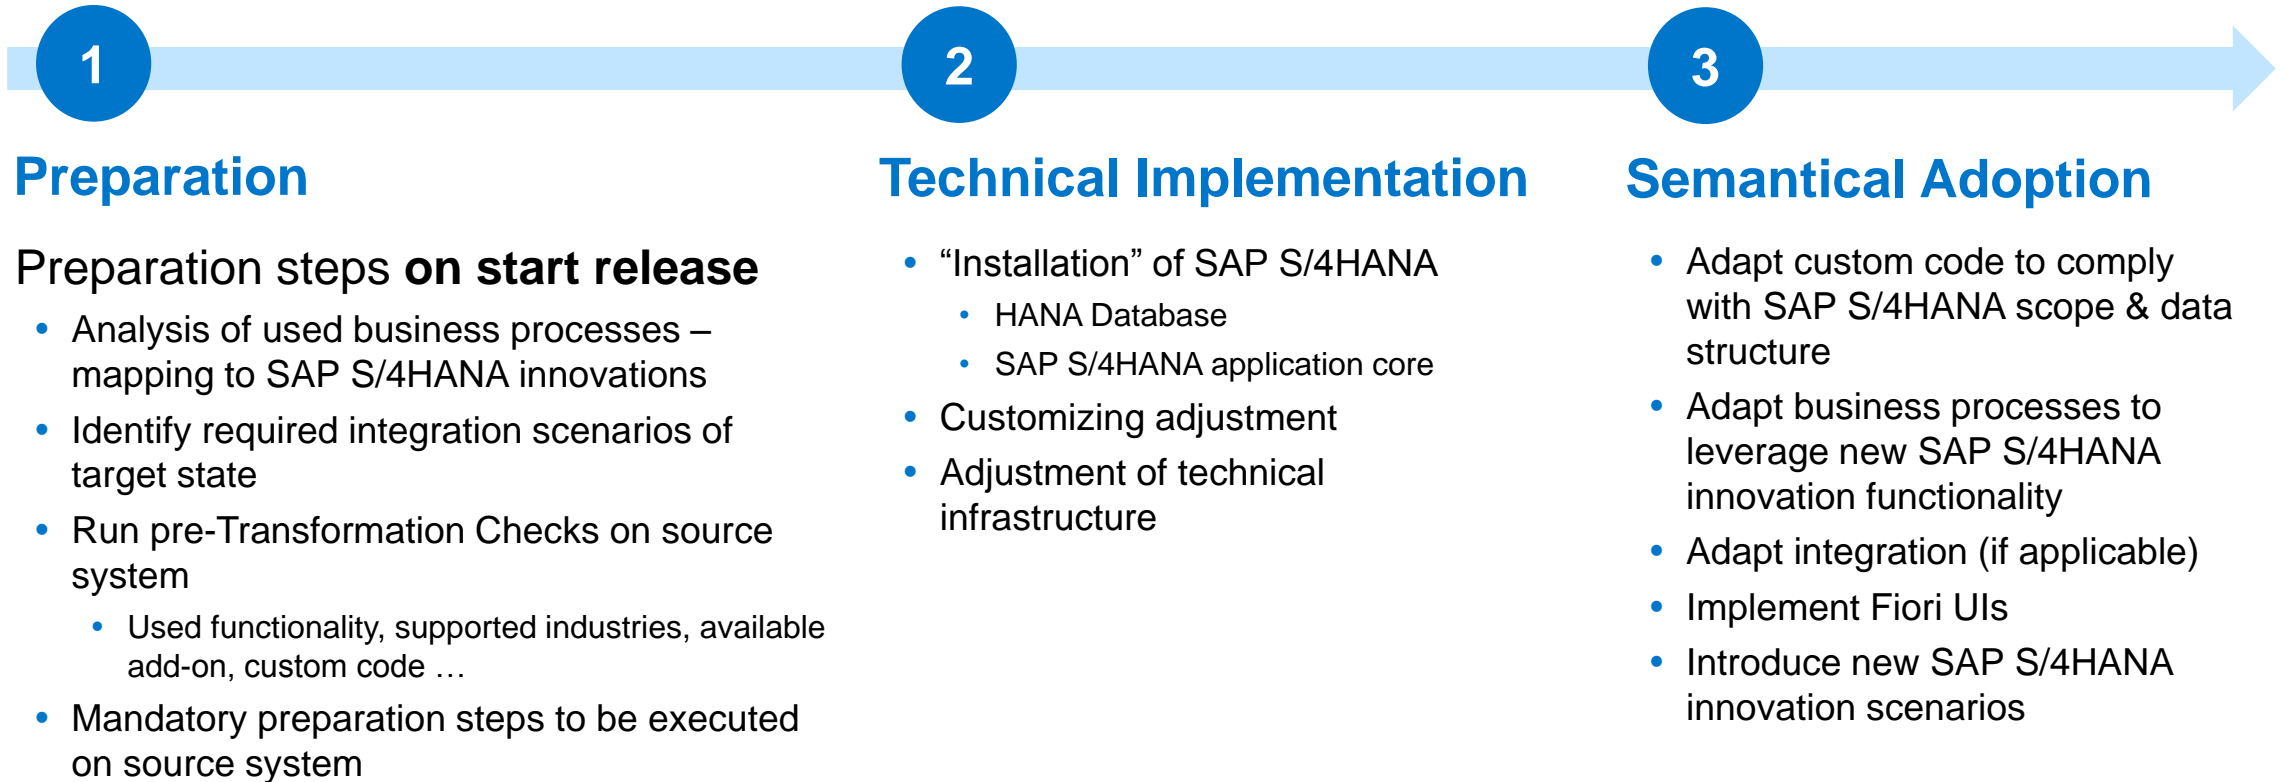 1
2
3
Preparation
Preparation steps on start release
• Analysis of used business processes –
mapping to SAP S/4HANA innovations
• Identify required integration scenarios of
target state
• Run pre-Transformation Checks on source
system
• Used functionality, supported industries, available
add-on, custom code …
• Mandatory preparation steps to be executed
on source system
Technical Implementation
• “Installation” of SAP S/4HANA
• HANA Database
• SAP S/4HANA application core
• Customizing adjustment
• Adjustment of technical
infrastructure
Semantical Adoption
• Adapt custom code to comply
with SAP S/4HANA scope & data
structure
• Adapt business processes to
leverage new SAP S/4HANA
innovation functionality
• Adapt integration (if applicable)
• Implement Fiori UIs
• Introduce new SAP S/4HANA
innovation scenarios